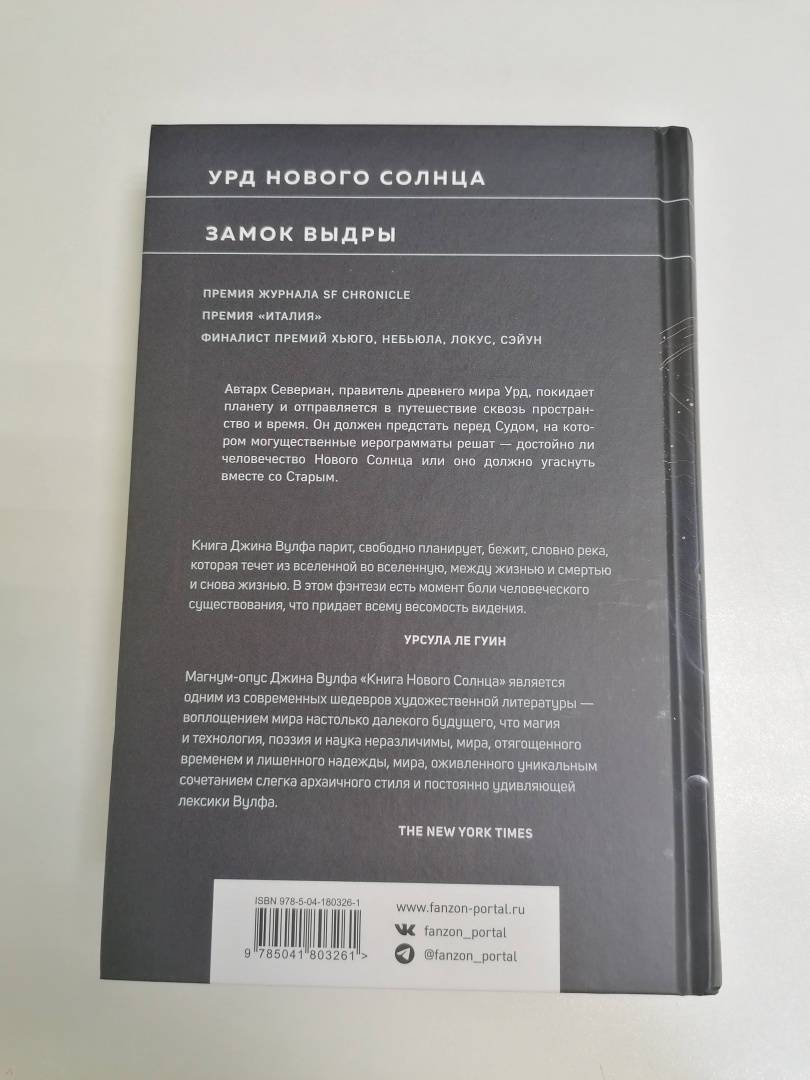 УРД НОВОГО СОЛНЦА
ЗАМОК ВЫДРЫ
ПРЕМИЯ ЖУРНАЛА SF CHRONICLE
ПРЕМИЯ «ИТАЛИЯ»
ФИНАЛИСТ ПРЕМИЙ ХЬЮГО, НЕБЬЮЛА, ЛОКУС, СЭЙУН
Автарх Севериан, правитель древнего мира Урд, покидает
планету и отправляется в путешествие сквозь простран-
ство и время. Он должен предстать перед Судом, на ко-
тором могущественные иерограмматы решат — достойно ли
человечество Нового Солнца или оно должно угаснуть
вместе со Старым.
Книга Джина Вулфа парит, свободно планирует, бежит, словно река,
которая течет из вселенной во вселенную, между жизнью и смертью
и снова жизнью. В этом фэнтези есть момент боли человеческого
существования, что придает всему весомость видения.
УРСУЛА ЛЕ ГУИН
Магнум-опус Джина Вулфа «Книга Нового Солнца» является
одним из современных шедевров художественной литературы —
воплощением мира настолько далекого будущего, что магия
и технология, поэзия и наука неразличимы, мира, отягощенного
временем и лишенного надежды, мира, оживленного уникальным
сочетанием слегка архаичного стиля и постоянно удивляющей
лексики Вулфа.
THE NEW YORK TIMES
ISBN 978-5-04-180326-1
9 785041 803261>
www.fanzon-portal.ru
fanzon_portal
@fanzon_portal